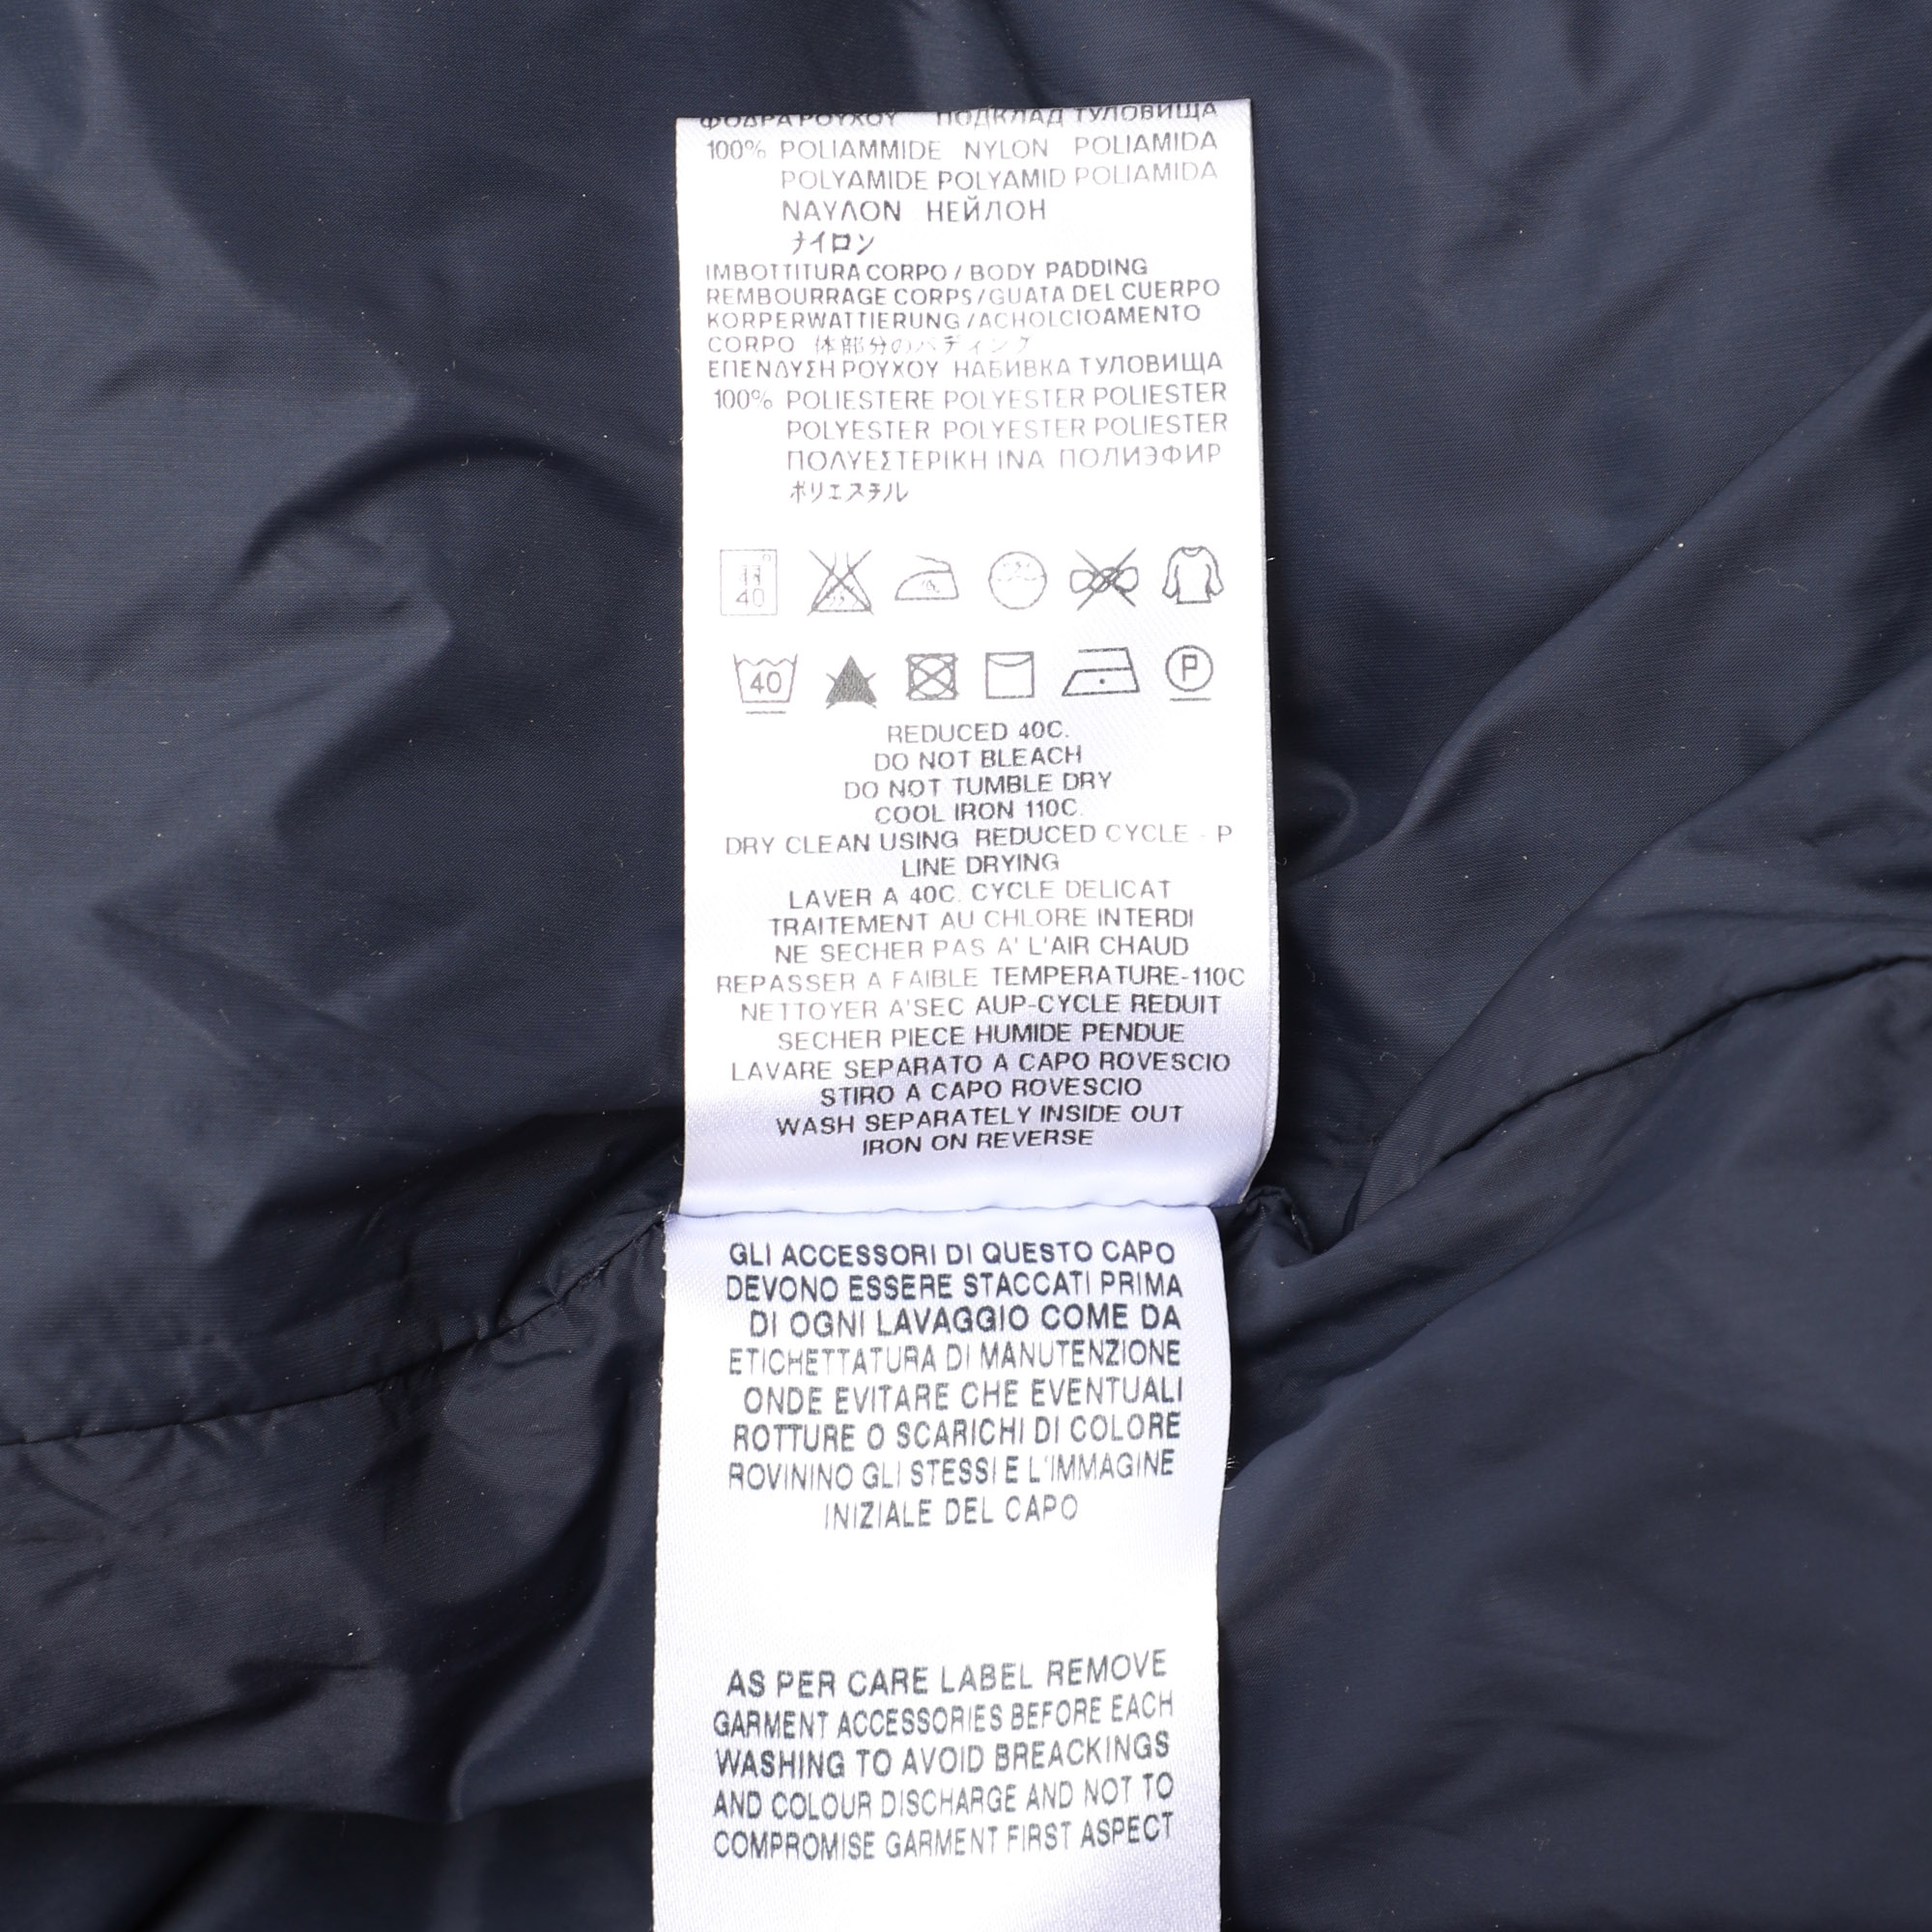 ΦΟΔΡΑ ΡΟΥΧΟΥ ПОДКЛАД ТУЛОВИЩА
100% POLIAMMIDE NYLON POLIAMIDA
POLYAMIDE POLYAMID POLIAMIDA
ΝΑΥΛΟΝ НЕЙЛОН
ナイロン
IMBOTTITURA CORPO / BODY PADDING
REMBOURRAGE CORPS/GUATA DEL CUERPO
KORPERWATTIERUNG/ACHOLCIOAMENTO
CORPO 体部分のパディング
ΕΠΕΝΔΥΣΗ ΡΟΥΧΟΥ НАБИВКА ТУЛОВИЩА
100% POLIESTERE POLYESTER POLIESTER
POLYESTER POLYESTER POLIESTER
ΠΟΛΥΕΣΤΕΡΙΚΗ ΙΝΑ ПОЛИЭФИР
ポリエステル
40
40 P
REDUCED 40C.
DO NOT BLEACH
DO NOT TUMBLE DRY
COOL IRON 110C.
DRY CLEAN USING REDUCED CYCLE - P
LINE DRYING
LAVER A 40C. CYCLE DELICAT
TRAITEMENT AU CHLORE INTERDI
NE SECHER PAS A' L'AIR CHAUD
REPASSER A FAIBLE TEMPERATURE-110C
NETTOYER A'SEC AUP-CYCLE REDUIT
SECHER PIECE HUMIDE PENDUE
LAVARE SEPARATO A CAPO ROVESCIO
STIRO A CAPO ROVESCIO
WASH SEPARATELY INSIDE OUT
IRON ON REVERSE
GLI ACCESSORI DI QUESTO CAPO
DEVONO ESSERE STACCATI PRIMA
DI OGNI LAVAGGIO COME DA
ETICHETTATURA DI MANUTENZIONE
ONDE EVITARE CHE EVENTUALI
ROTTURE O SCARICHI DI COLORE
ROVININO GLI STESSI E L'IMMAGINE
INIZIALE DEL CAPO
AS PER CARE LABEL REMOVE
GARMENT ACCESSORIES BEFORE EACH
WASHING TO AVOID BREACKINGS
AND COLOUR DISCHARGE AND NOT TO
COMPROMISE GARMENT FIRST ASPECT